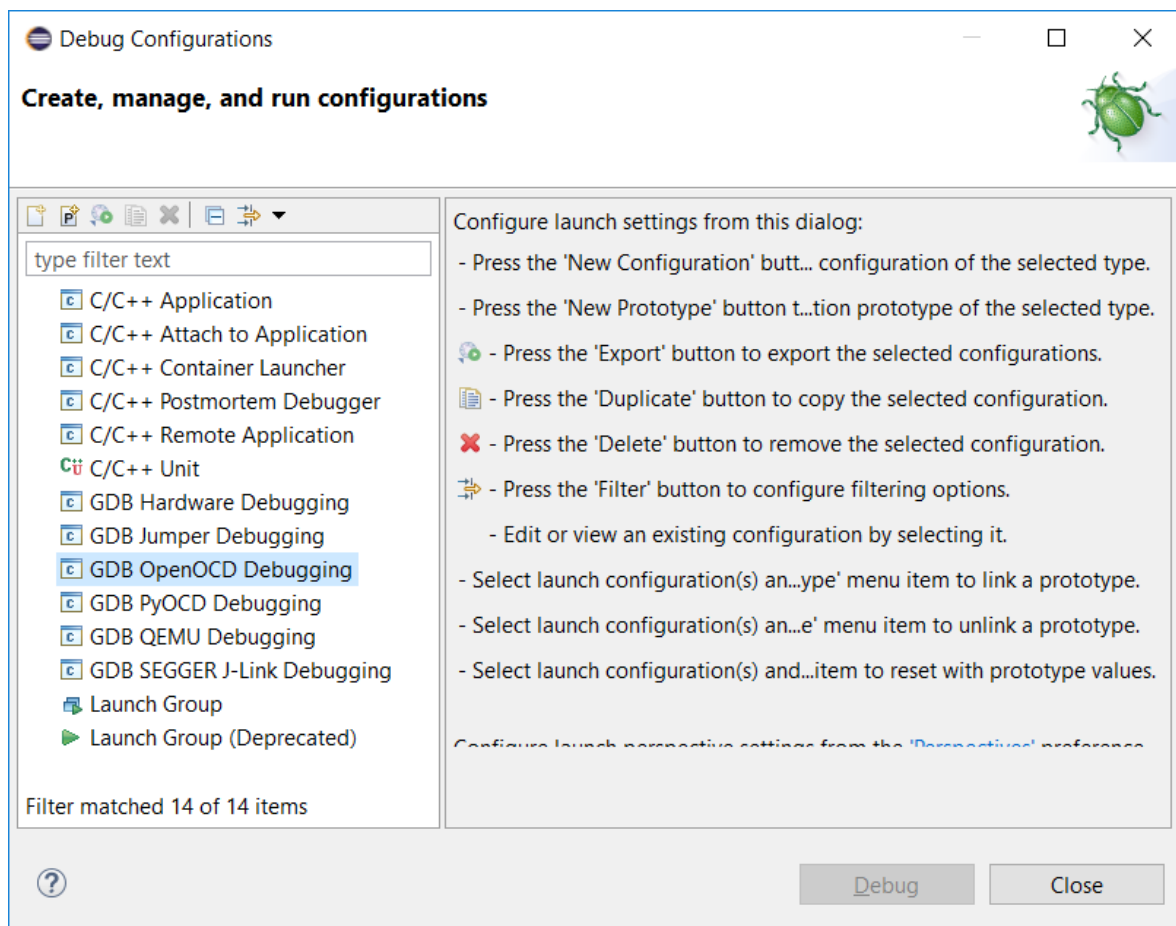 Debug Configurations
Create, manage, and run configurations
type filter text
C/C++ Application
C/C++ Attach to Application
C/C++ Container Launcher
C/C++ Postmortem Debugger
C/C++ Remote Application
C/C++ Unit
GDB Hardware Debugging
GDB Jumper Debugging
GDB OpenOCD Debugging
GDB PyOCD Debugging
GDB QEMU Debugging
GDB SEGGER J-Link Debugging
Launch Group
Launch Group (Deprecated)
Filter matched 14 of 14 items
Configure launch settings from this dialog:
- Press the 'New Configuration' butt... configuration of the selected type.
- Press the 'New Prototype' button t...tion prototype of the selected type.
- Press the 'Export' button to export the selected configurations.
- Press the 'Duplicate' button to copy the selected configuration.
- Press the 'Delete' button to remove the selected configuration.
- Press the 'Filter' button to configure filtering options.
- Edit or view an existing configuration by selecting it.
- Select launch configuration(s) an...ype' menu item to link a prototype.
- Select launch configuration(s) an...e' menu item to unlink a prototype.
- Select launch configuration(s) and...item to reset with prototype values.
Configure launch perspective settings from the 'Perspectives' preference
Debug
Close